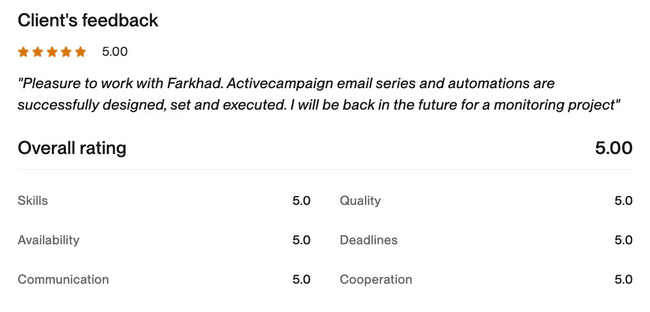 Client's feedback
5.00
"Pleasure to work with Farkhad. Activecampaign email series and automations are
successfully designed, set and executed. I will be back in the future for a monitoring project"
Overall rating 5.00
Skills 5.0 Quality 5.0
Availability 5.0 Deadlines 5.0
Communication 5.0 Cooperation 5.0